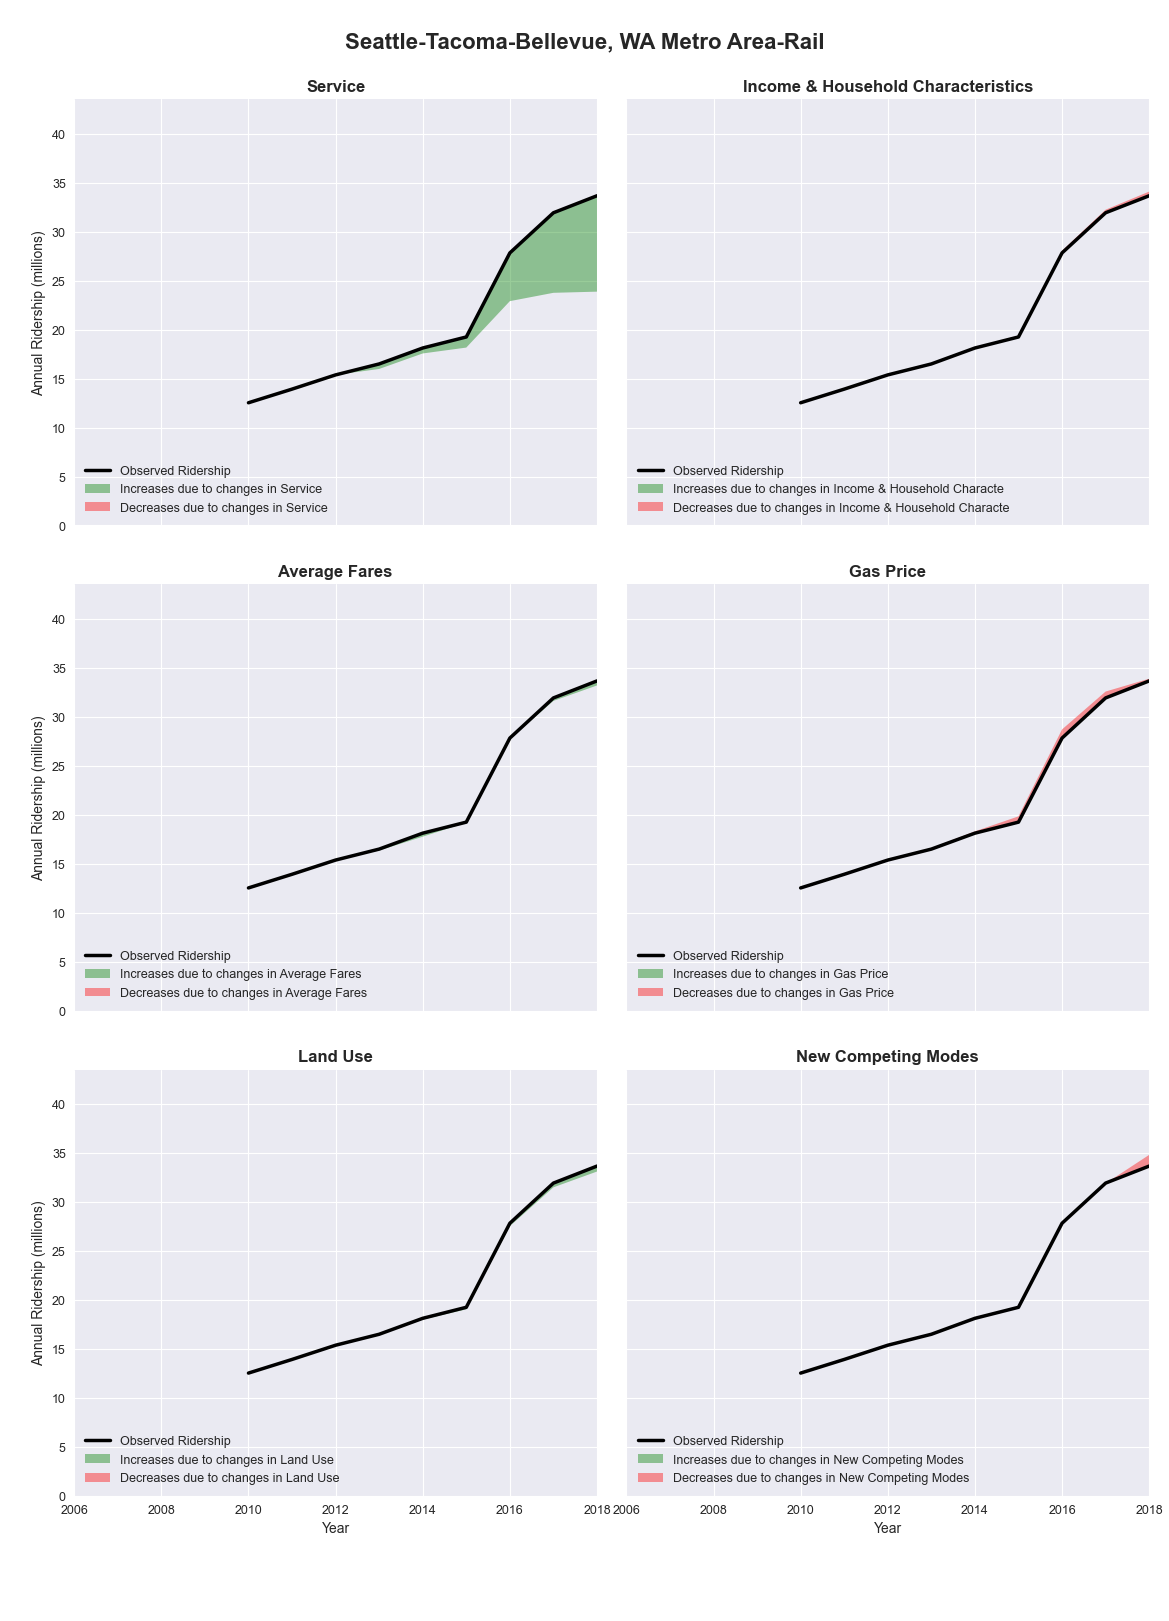 Seattle-Tacoma-Bellevue, WA Metro Area-Rail
Service
Income & Household Characteristics
40
35
30
25
20
15
10
5
0
Annual Ridership (millions)
Observed Ridership
Increases due to changes in Service
Decreases due to changes in Service
Observed Ridership
Increases due to changes in Income & Household Characte
Decreases due to changes in Income & Household Characte
Average Fares
Gas Price
40
35
30
25
20
15
10
5
0
Annual Ridership (millions)
Observed Ridership
Increases due to changes in Average Fares
Decreases due to changes in Average Fares
Observed Ridership
Increases due to changes in Gas Price
Decreases due to changes in Gas Price
Land Use
New Competing Modes
40
35
30
25
20
15
10
5
0
Annual Ridership (millions)
Observed Ridership
Increases due to changes in Land Use
Decreases due to changes in Land Use
Observed Ridership
Increases due to changes in New Competing Modes
Decreases due to changes in New Competing Modes
2006 2008 2010 2012 2014 2016 2018
2006 2008 2010 2012 2014 2016 2018
Year
Year